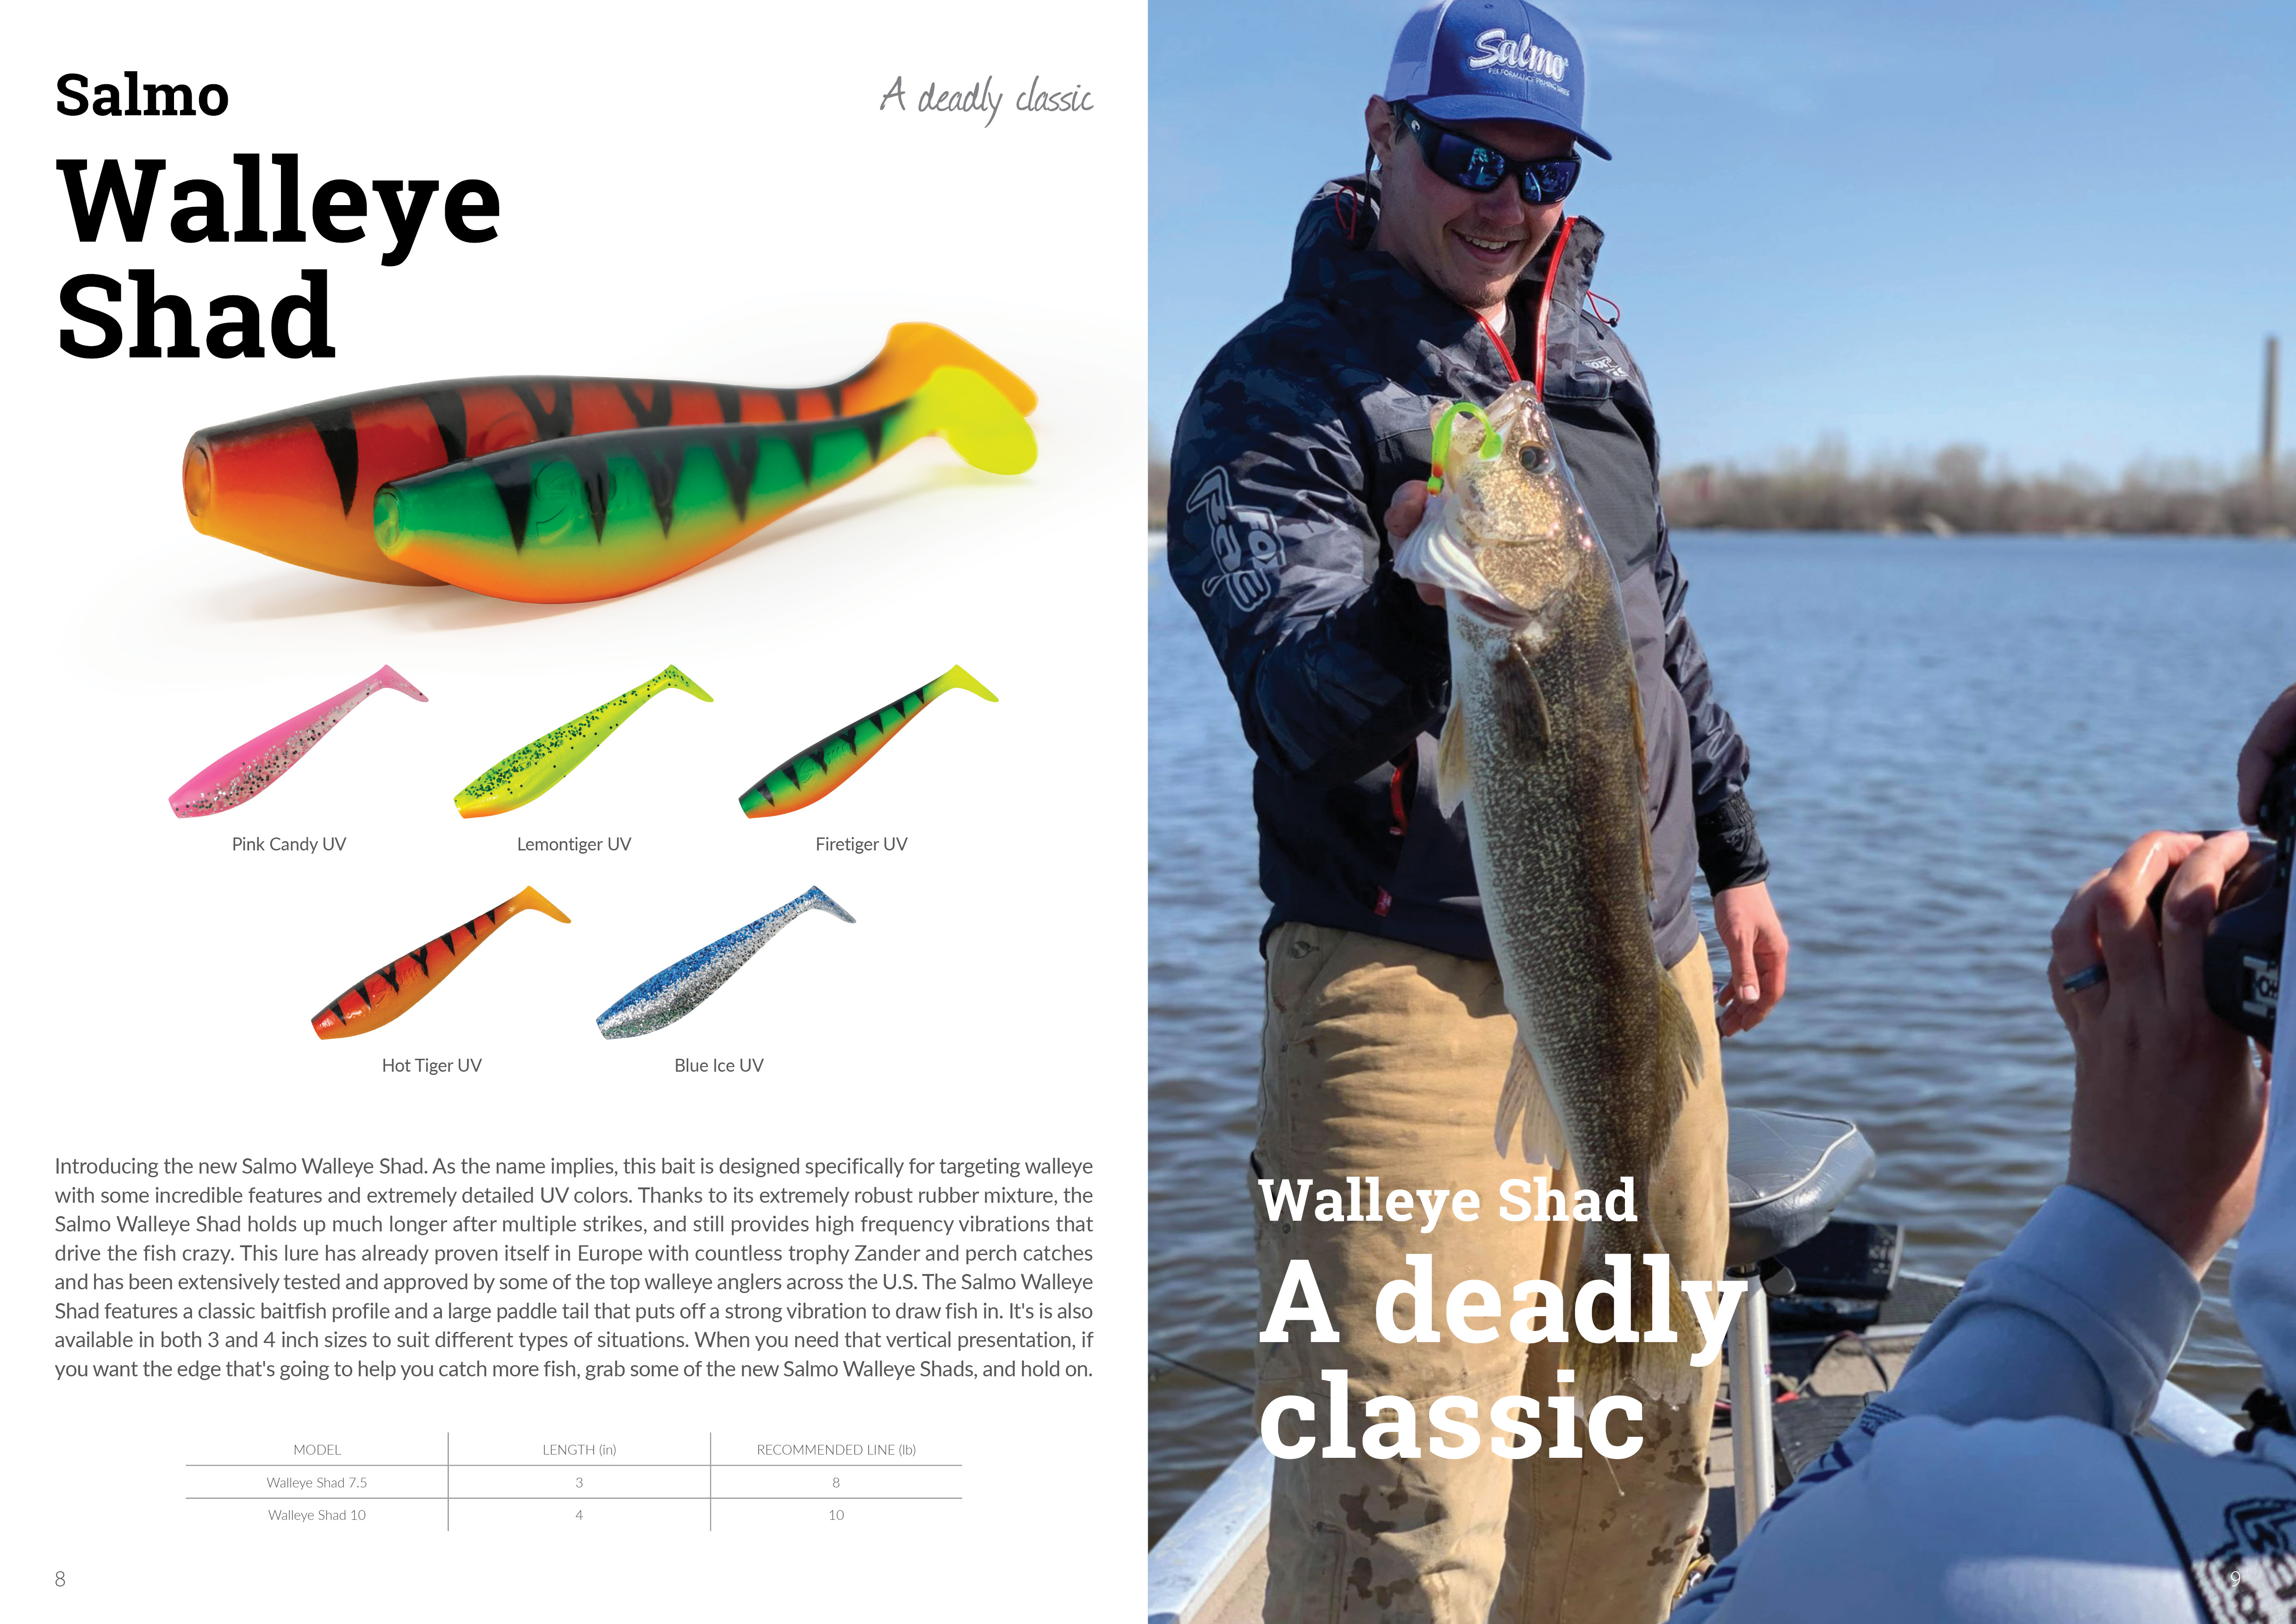 Salmo
A deadly classic
Walleye
Shad
Pink Candy UV
Lemontiger UV
Firetiger UV
Hot Tiger UV
Blue Ice UV
Introducing the new Salmo Walleye Shad. As the name implies, this bait is designed specifically for targeting walleye
with some incredible features and extremely detailed UV colors. Thanks to its extremely robust rubber mixture, the
Salmo Walleye Shad holds up much longer after multiple strikes, and still provides high frequency vibrations that
drive the fish crazy. This lure has already proven itself in Europe with countless trophy Zander and perch catches
and has been extensively tested and approved by some of the top walleye anglers across the U.S. The Salmo Walleye
Shad features a classic baitfish profile and a large paddle tail that puts off a strong vibration to draw fish in. It's is also
available in both 3 and 4 inch sizes to suit different types of situations. When you need that vertical presentation, if
you want the edge that's going to help you catch more fish, grab some of the new Salmo Walleye Shads, and hold on.
MODEL LENGTH (in) RECOMMENDED LINE (lb)
Walleye Shad 7.5 3 8
Walleye Shad 10 4 10
8
Salmo
FOX
Walleye Shad
A deadly
classic
9